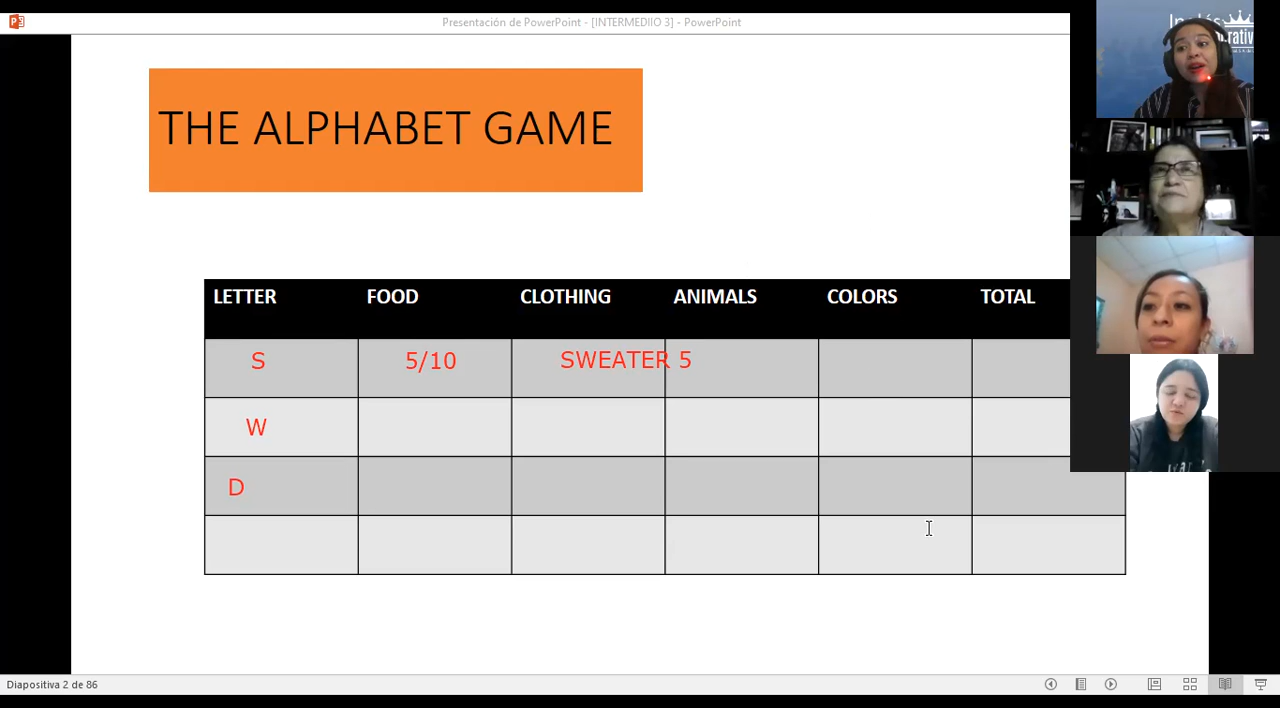 Presentación de PowerPoint - [INTERMEDIIO 3] - PowerPoint
THE ALPHABET GAME
LETTER FOOD CLOTHING ANIMALS COLORS TOTAL
S 5/10 SWEATER 5
W
D
Diapositiva 2 de 86